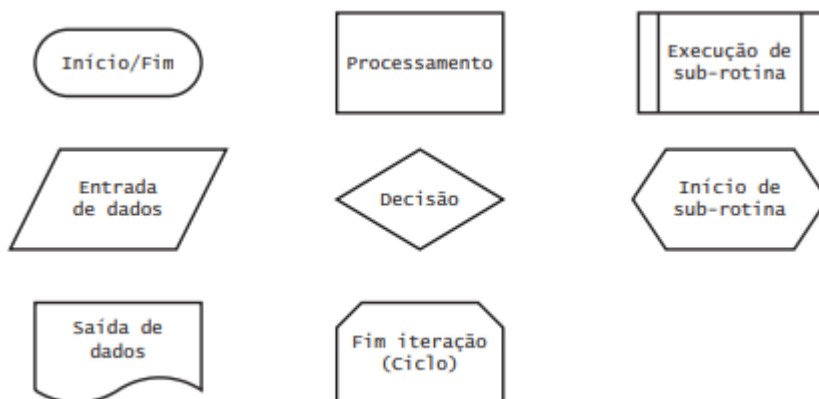 Início/Fim
Processamento
Execução de
sub-rotina
Entrada
de dados
Decisão
Início de
sub-rotina
Saída de
dados
Fim iteração
(Ciclo)